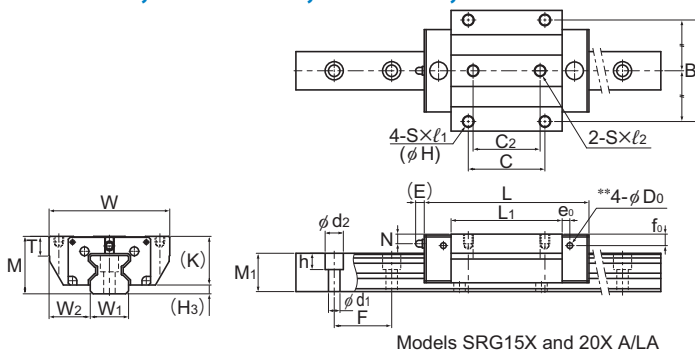 B
4-S×ℓ1
(φH)
C2
C
2-S×ℓ2
W
T
M
(K)
(H3)
W2
W1
(E)
L
L1
e0
**4-φD0
f0
φd2
N
h
M1
φd1
F
Models SRG15X and 20X A/LA